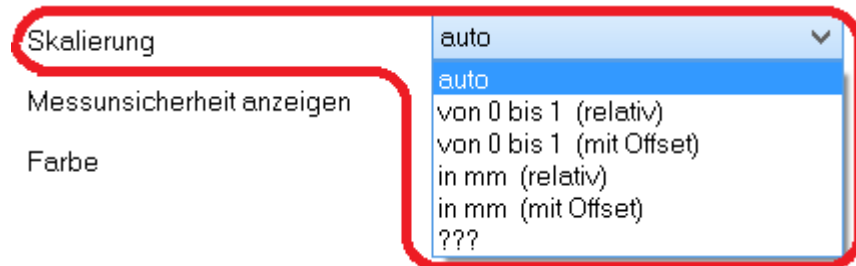 Skalierung
auto
auto
von 0 bis 1 (relativ)
Messunsicherheit anzeigen
von 0 bis 1 (mit Offset)
Farbe
in mm (relativ)
in mm (mit Offset)
???